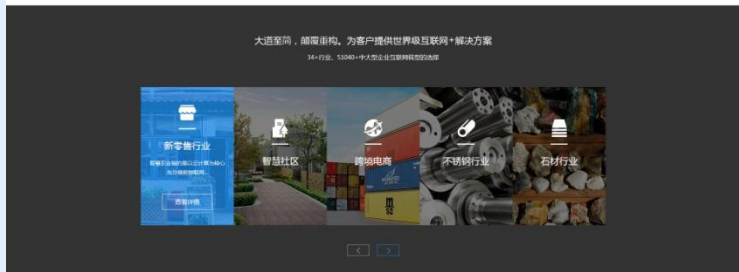 大道至简，颠覆重构。为客户提供世界级互联网+解决方案
34+行业、51040+中大型企业互联网转型的选择
新零售行业
查看详情
智慧社区
跨境电商
不锈钢行业
石材行业